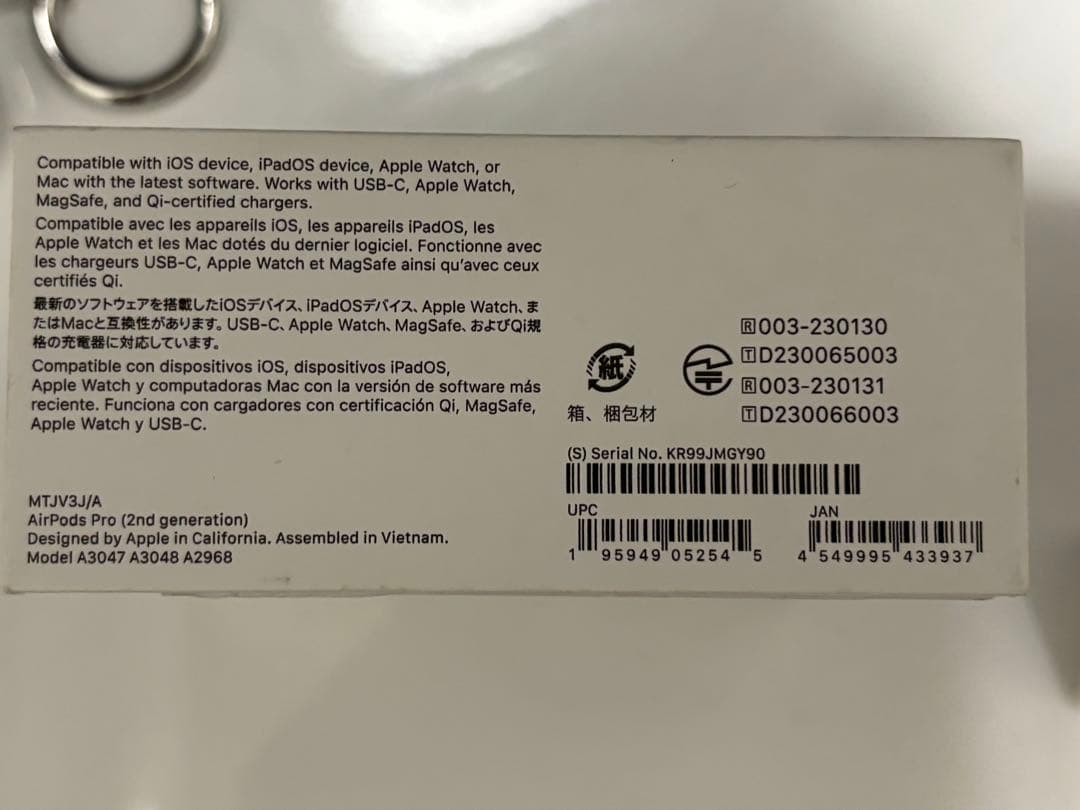 Compatible with iOS device, iPadOS device, Apple Watch, or
Mac with the latest software. Works with USB-C, Apple Watch,
MagSafe, and Qi-certified chargers.
Compatible avec les appareils iOS, les appareils iPadOS, les
Apple Watch et les Mac dotés du dernier logiciel. Fonctionne avec
les chargeurs USB-C, Apple Watch et MagSafe ainsi qu'avec ceux
certifiés Qi.
最新のソフトウェアを搭載したiOSデバイス、iPadOSデバイス、Apple Watch、ま
たはMacと互換性があります。USB-C、Apple Watch、MagSafe、およびQi規
格の充電器に対応しています。
Compatible con dispositivos iOS, dispositivos iPadOS,
Apple Watch y computadoras Mac con la versión de software más
reciente. Funciona con cargadores con certificación Qi, MagSafe,
Apple Watch y USB-C.
MTJV3J/A
AirPods Pro (2nd generation)
Designed by Apple in California. Assembled in Vietnam.
Model A3047 A3048 A2968
紙
箱、梱包材
R 003-230130
T D230065003
R 003-230131
T D230066003
(S) Serial No. KR99JMGY90
UPC
1 95949 05254 5
JAN
4 549995 433937